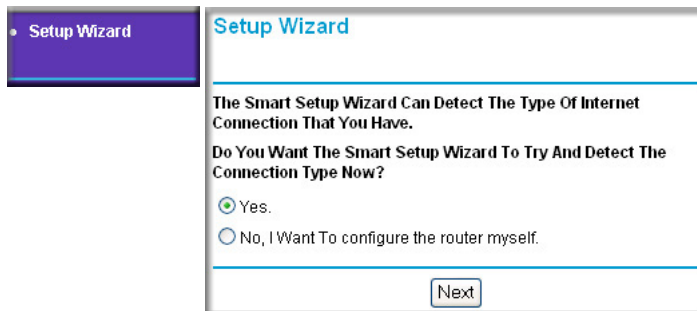 Setup Wizard
Setup Wizard
The Smart Setup Wizard Can Detect The Type Of Internet
Connection That You Have.
Do You Want The Smart Setup Wizard To Try And Detect The
Connection Type Now?
Yes.
No, I Want To configure the router myself.
Next